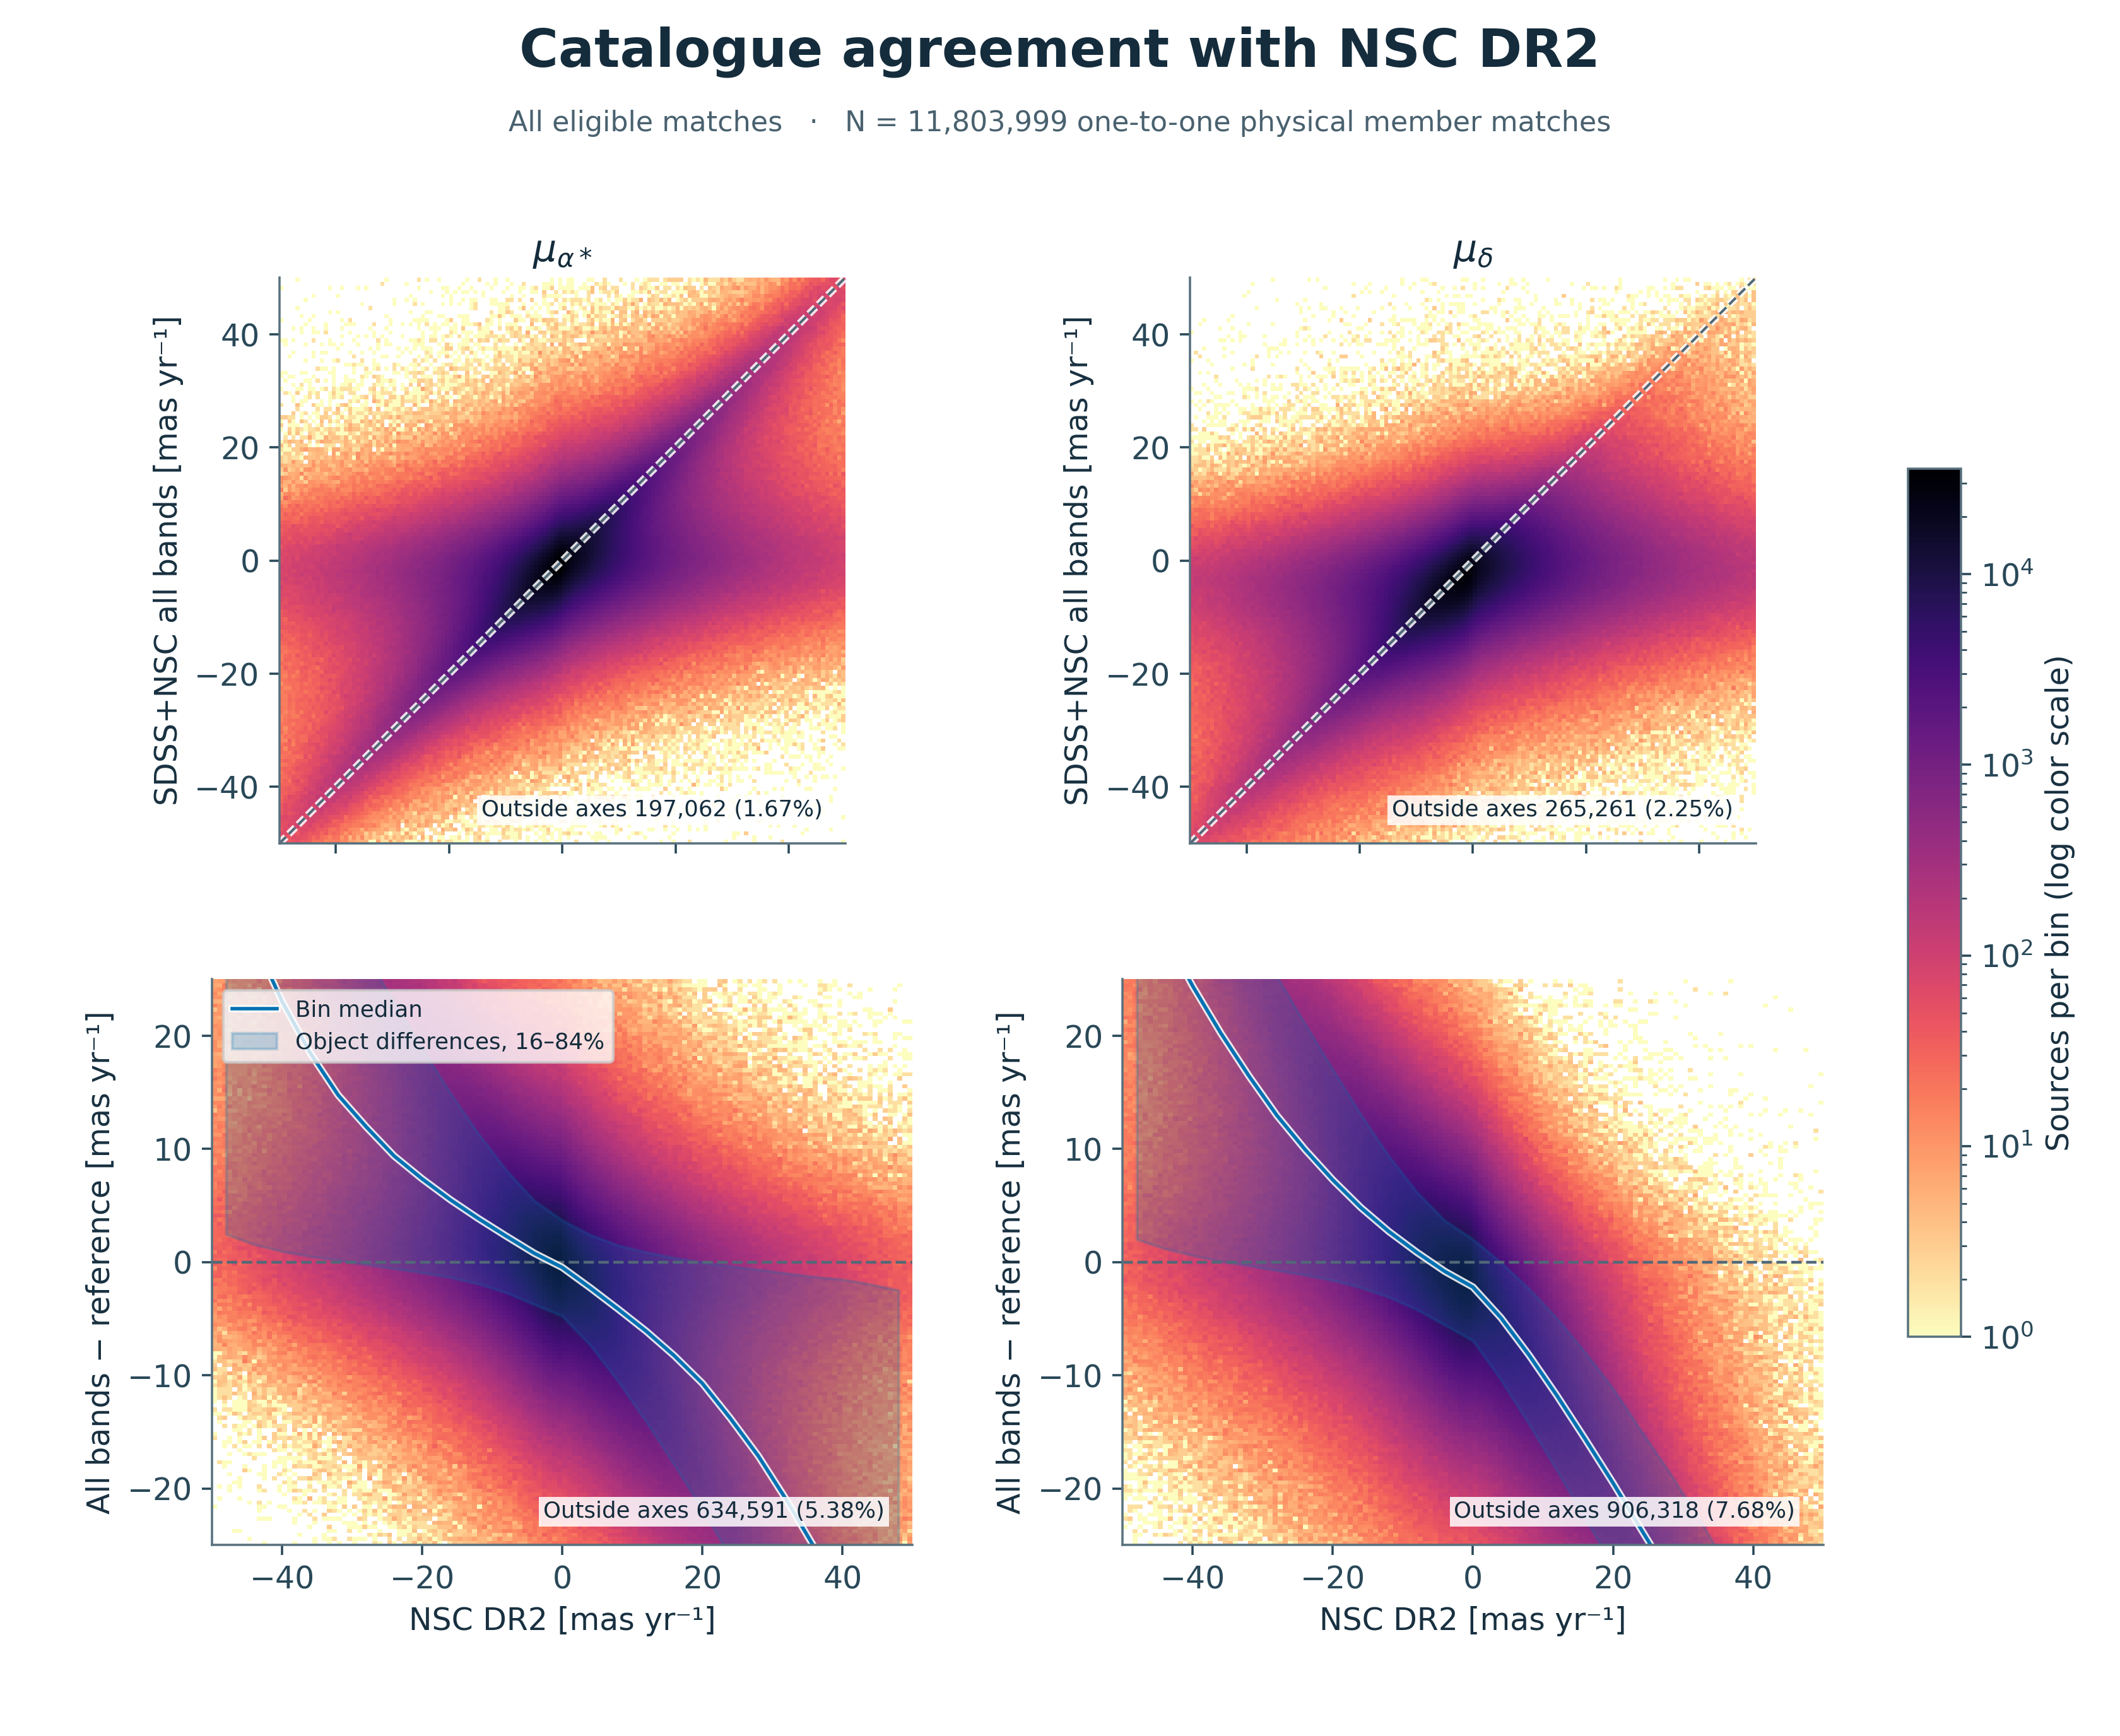 Catalogue agreement with NSC DR2
All eligible matches · N = 11,803,999 one-to-one physical member matches
μα*
SDSS+NSC all bands [mas yr⁻¹]
40
20
0
−20
−40
Outside axes 197,062 (1.67%)
μδ
SDSS+NSC all bands [mas yr⁻¹]
40
20
0
−20
−40
Outside axes 265,261 (2.25%)
All bands − reference [mas yr⁻¹]
20
10
0
−10
−20
Bin median
Object differences, 16–84%
Outside axes 634,591 (5.38%)
−40 −20 0 20 40
NSC DR2 [mas yr⁻¹]
All bands − reference [mas yr⁻¹]
20
10
0
−10
−20
Outside axes 906,318 (7.68%)
−40 −20 0 20 40
NSC DR2 [mas yr⁻¹]
10⁴
10³
10²
10¹
10⁰
Sources per bin (log color scale)